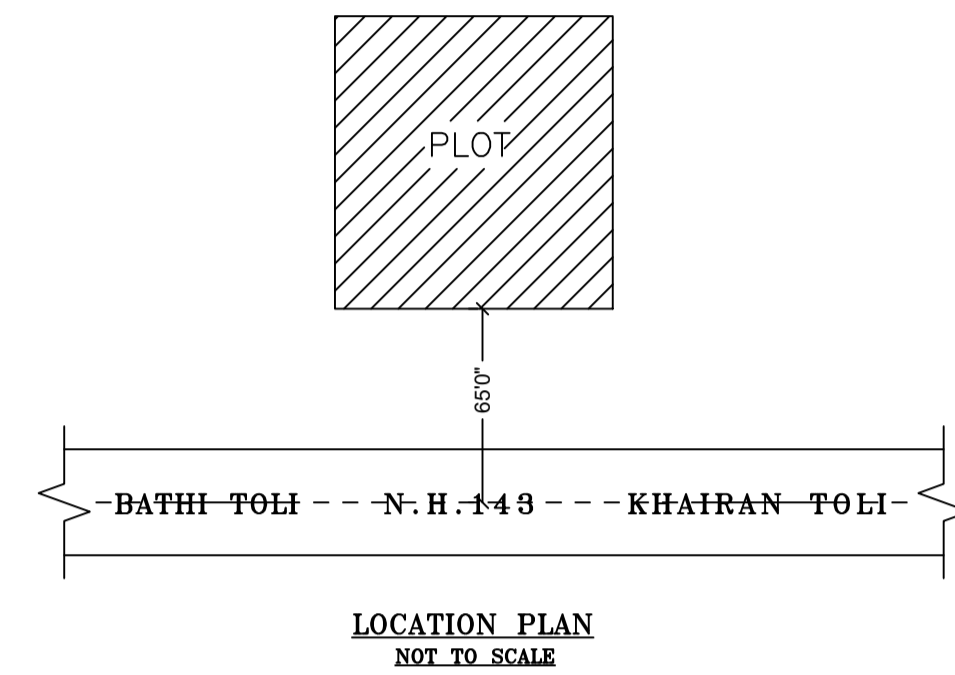 PLOT
65'0"
BATHI TOLI - - - N.H.143 - - - KHAIRAN TOLI
LOCATION PLAN
NOT TO SCALE